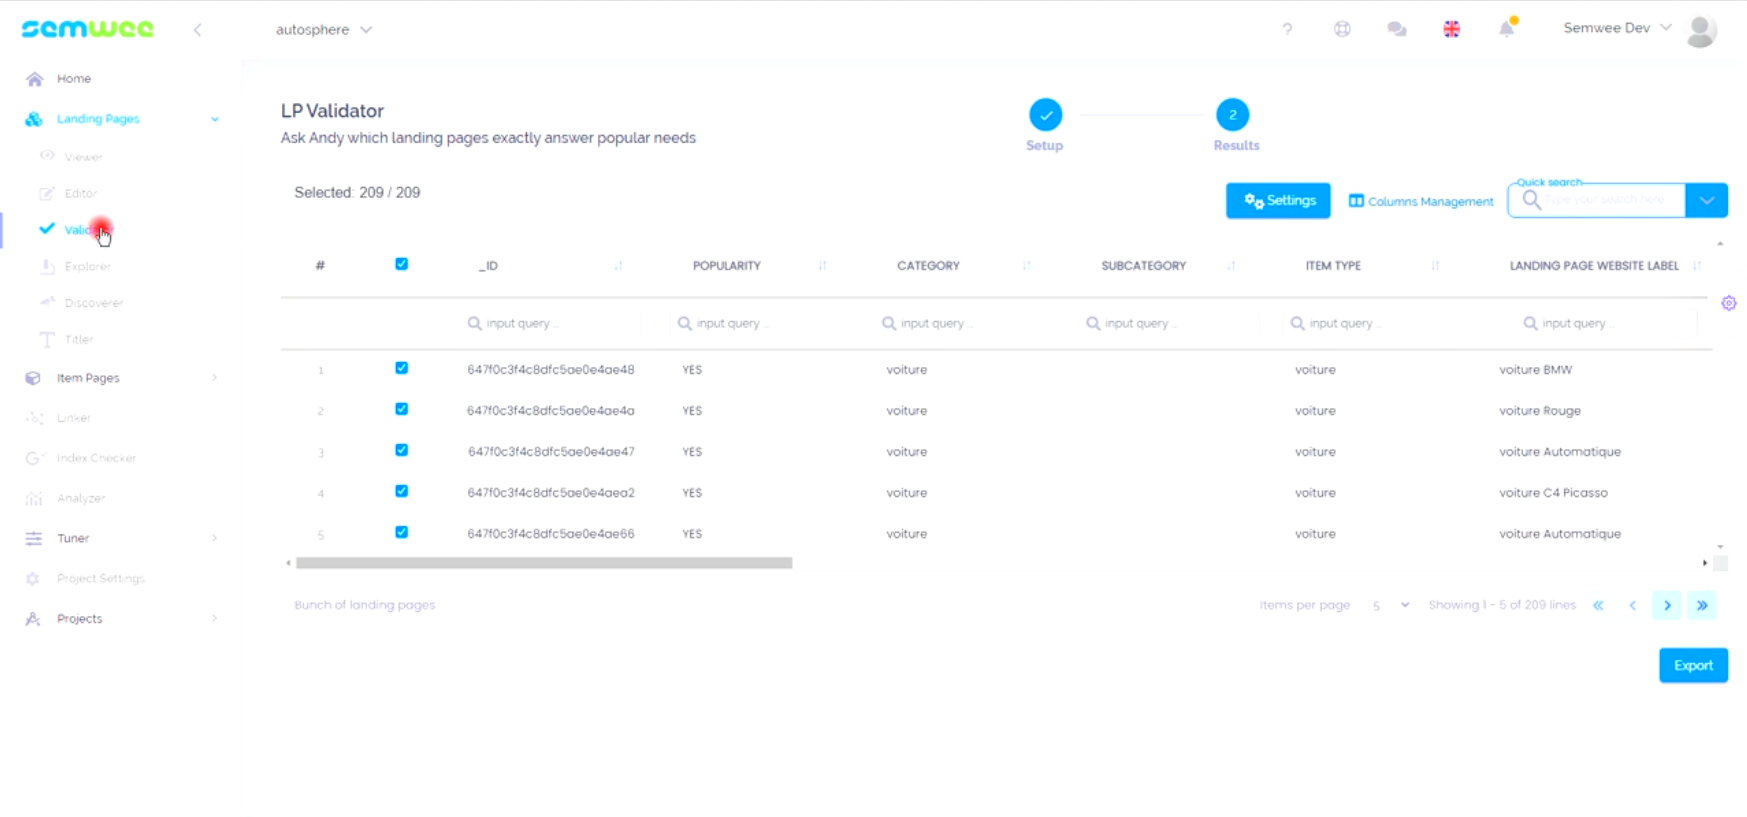 semwee
autosphere
?
Semwee Dev
Home
Landing Pages
Viewer
Editor
Explorer
Discoverer
Titler
Item Pages
Linker
Index Checker
Analyzer
Tuner
Project Settings
Projects
LP Validator
Ask Andy which landing pages exactly answer popular needs
Setup
2
Results
Selected: 209 / 209
Settings
Columns Management
Quick search
Type your search here
# _ID POPULARITY CATEGORY SUBCATEGORY ITEM TYPE LANDING PAGE WEBSITE LABEL
input query ... input query ... input query ... input query ... input query ... input query ...
1 647f0c3f4c8dfc5ae0e4ae48 YES voiture voiture voiture BMW
2 647f0c3f4c8dfc5ae0e4ae4a YES voiture voiture voiture Rouge
3 647f0c3f4c8dfc5ae0e4ae47 YES voiture voiture voiture Automatique
4 647f0c3f4c8dfc5ae0e4aea2 YES voiture voiture voiture C4 Picasso
5 647f0c3f4c8dfc5ae0e4ae66 YES voiture voiture voiture Automatique
Bunch of landing pages
Items per page 5 Showing 1 - 5 of 209 lines
Export